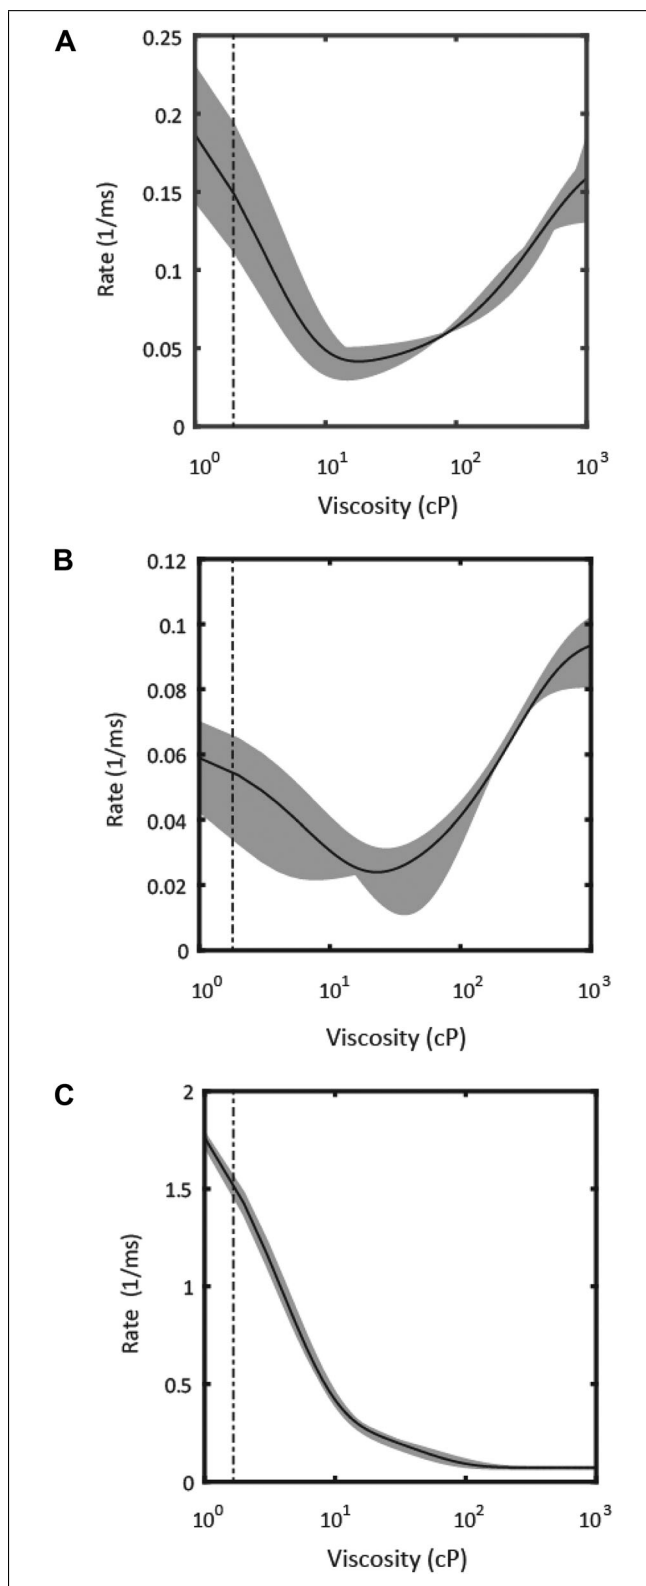 A
0.25
0.2
0.15
0.1
0.05
0
Rate (1/ms)
10^0 10^1 10^2 10^3
Viscosity (cP)
B
0.12
0.1
0.08
0.06
0.04
0.02
0
Rate (1/ms)
10^0 10^1 10^2 10^3
Viscosity (cP)
C
2
1.5
1
0.5
0
Rate (1/ms)
10^0 10^1 10^2 10^3
Viscosity (cP)